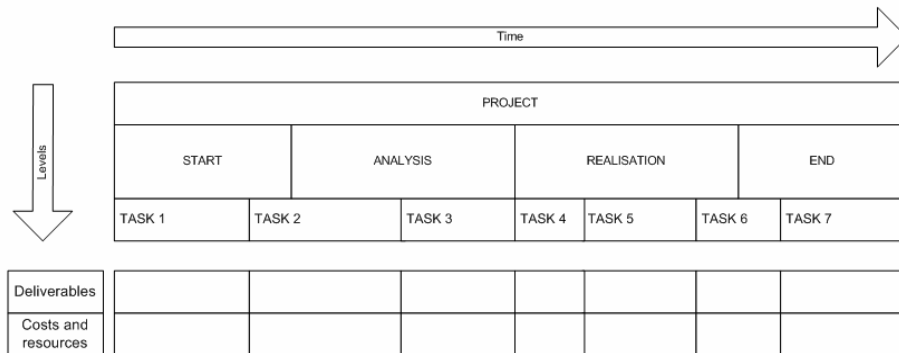 Time
Levels
PROJECT
START ANALYSIS REALISATION END
TASK 1 TASK 2 TASK 3 TASK 4 TASK 5 TASK 6 TASK 7
Deliverables
Costs and
resources